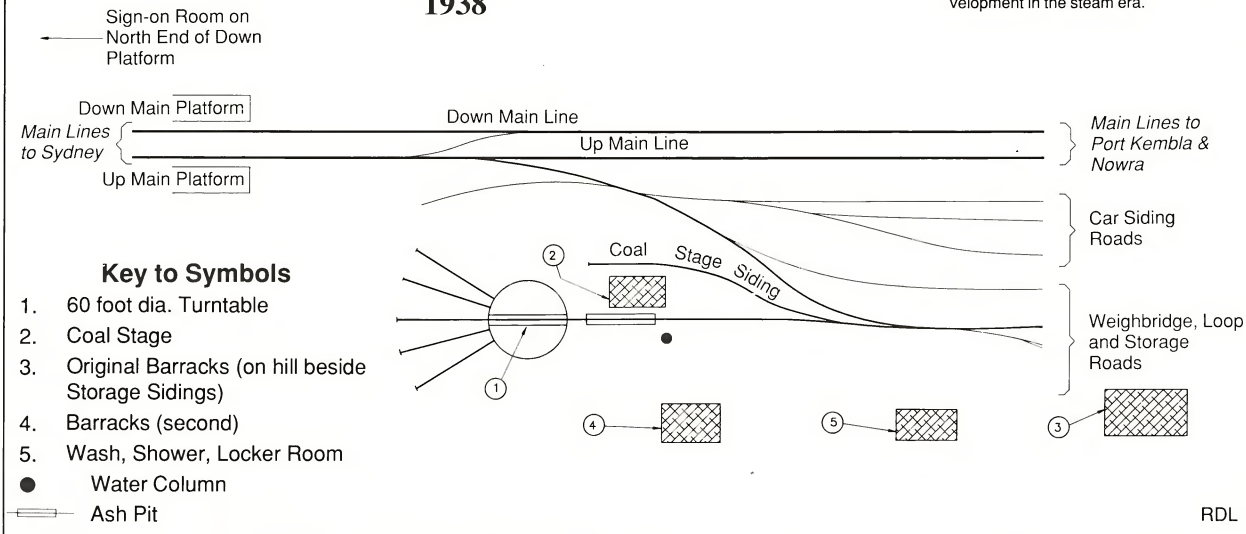 1938
velopment in the steam era.
Sign-on Room on
North End of Down
Platform
Down Main Platform
Main Lines
to Sydney
Down Main Line
Up Main Line
Main Lines to
Port Kembla &
Nowra
Up Main Platform
Car Siding
Roads
Coal Stage Siding
2
1
Weighbridge, Loop
and Storage
Roads
4
5
3
Key to Symbols
1. 60 foot dia. Turntable
2. Coal Stage
3. Original Barracks (on hill beside
Storage Sidings)
4. Barracks (second)
5. Wash, Shower, Locker Room
Water Column
Ash Pit
RDL